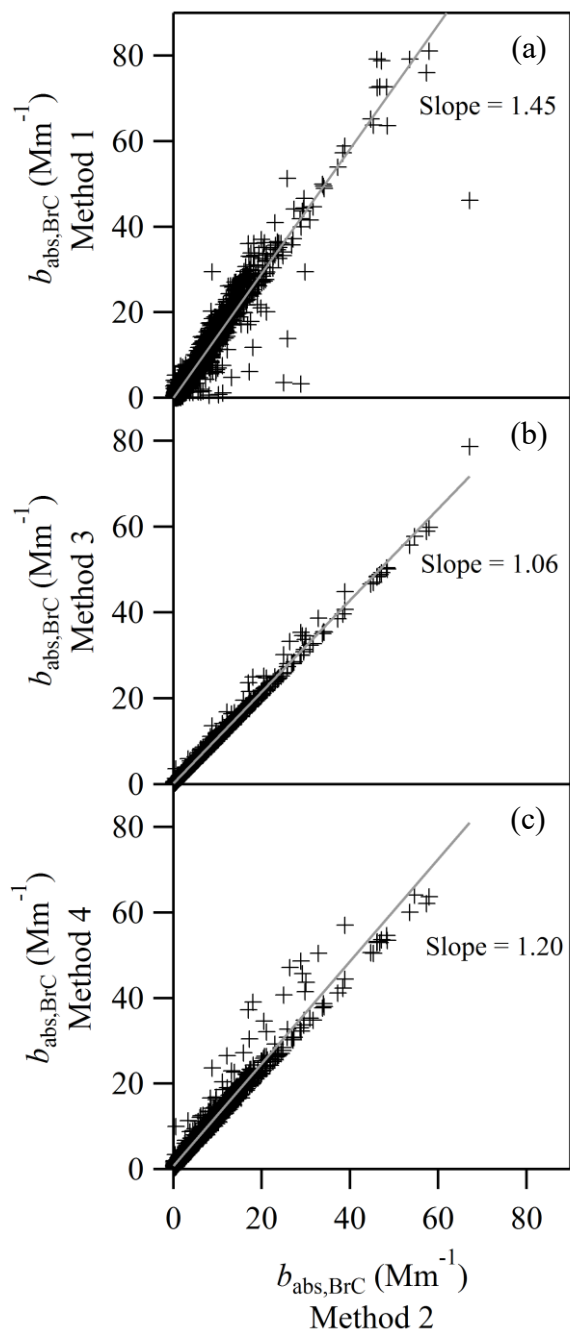 (a)
80
60
40
20
0
b_abs,BrC (Mm⁻¹)
Method 1
Slope = 1.45
(b)
80
60
40
20
0
b_abs,BrC (Mm⁻¹)
Method 3
Slope = 1.06
(c)
80
60
40
20
0
b_abs,BrC (Mm⁻¹)
Method 4
Slope = 1.20
0 20 40 60 80
b_abs,BrC (Mm⁻¹)
Method 2